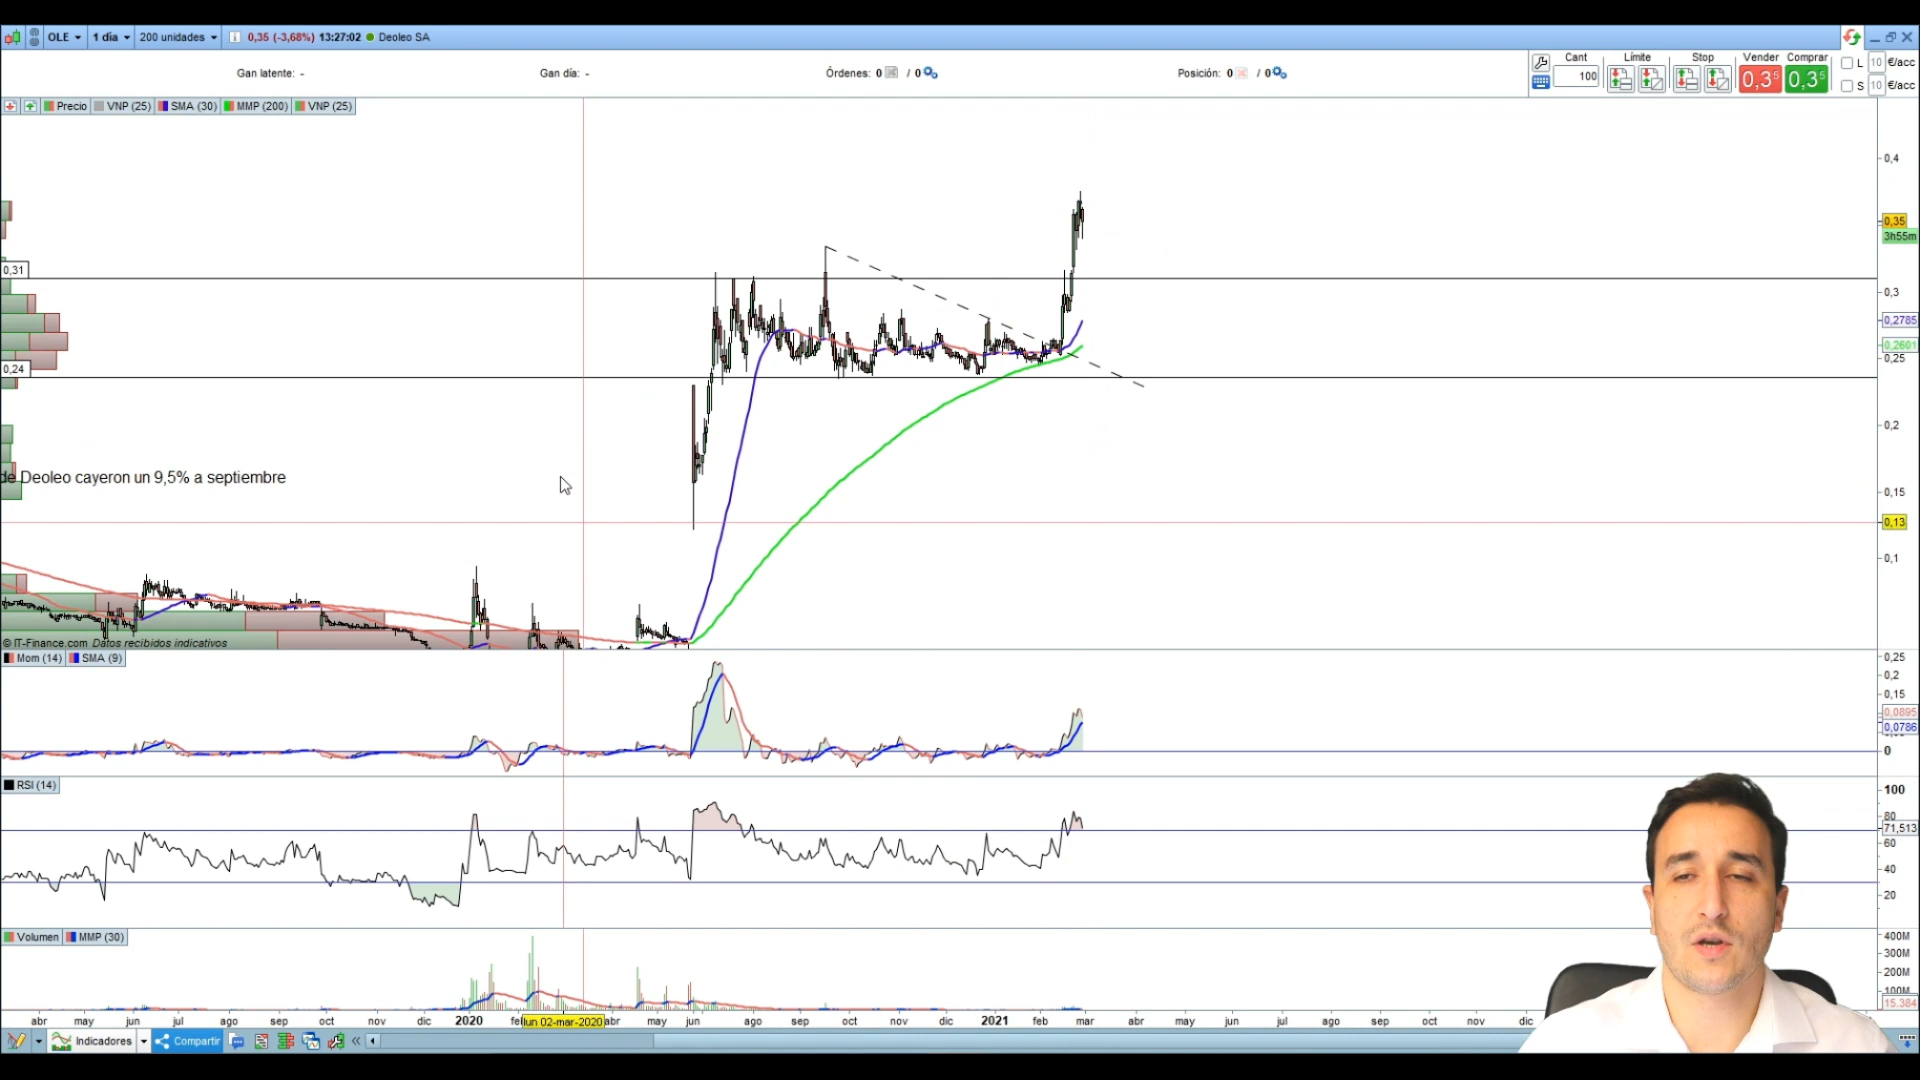 OLE 1 día 200 unidades 0,35 (-3,68%) 13:27:02 Deoleo SA
Gan latente: - Gan día: - Órdenes: 0 / 0 Posición: 0 / 0
Cant Límite Stop Vender Comprar
100 0,3⁵ 0,3⁵
L 10 €/acc
S 10 €/acc
Precio VNP (25) SMA (30) MMP (200) VNP (25)
0,4
0,35
3h55m
0,31
0,3
0,2785
0,2601
0,25
0,24
0,2
0,15
0,13
0,1
de Deoleo cayeron un 9,5% a septiembre
© IT-Finance.com Datos recibidos indicativos
Mom (14) SMA (9)
0,25
0,2
0,15
0,0895
0,0786
0
RSI (14)
100
80
71,513
60
40
20
Volumen MMP (30)
400M
300M
200M
100M
15.384
abr may jun jul ago sep oct nov dic 2020 lun 02-mar-2020 abr may jun ago sep oct nov 2021 feb mar abr may jun jul ago sep oct nov dic
Indicadores Compartir